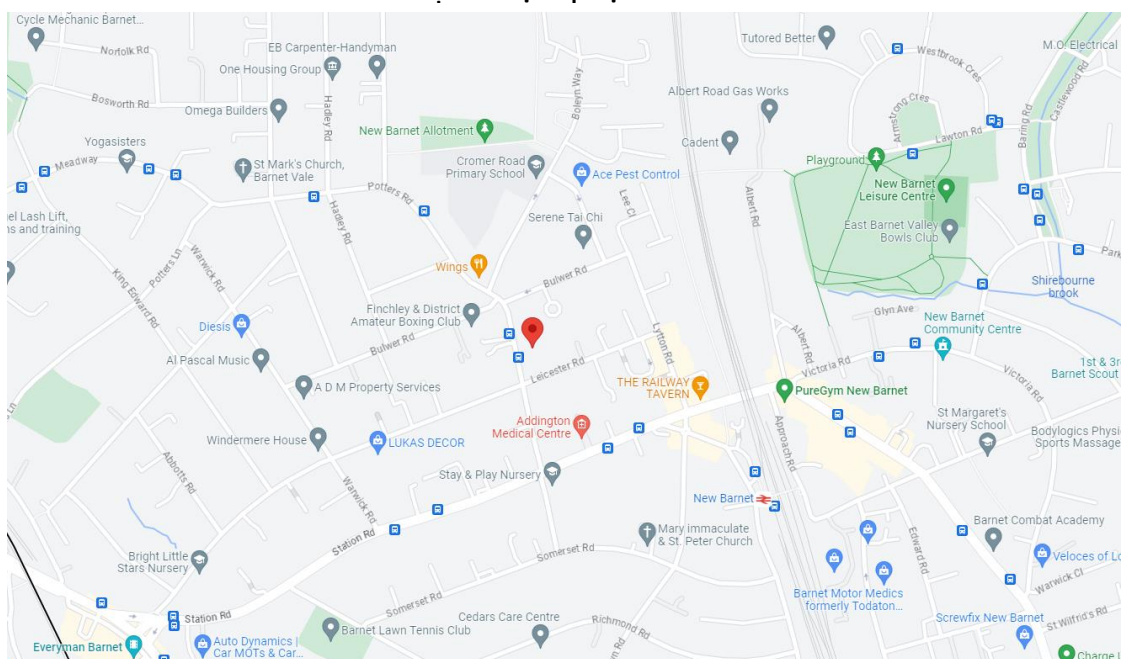 Cycle Mechanic Barnet...
Norfolk Rd
EB Carpenter-Handyman
One Housing Group
Bosworth Rd
Omega Builders
Hadley Rd
Boleyn Way
Tutored Better
Westbrook Cres
M.O. Electrical
Albert Road Gas Works
Armstrong Cres
Castlewood Rd
Baring Rd
Lawton Rd
Cadent
New Barnet Allotment
Yogasisters
Meadway
St Mark's Church,
Barnet Vale
Potters Rd
Cromer Road
Primary School
Ace Pest Control
Playground
New Barnet
Leisure Centre
Lee Cl
Albert Rd
Serene Tai Chi
East Barnet Valley
Bowls Club
el Lash Lift,
s and training
Hadley Rd
Potters Ln
Warwick Rd
King Edward Rd
Wings
Bulwer Rd
Park
Shirebourne
brook
Finchley & District
Amateur Boxing Club
Diesis
Bulwer Rd
Glyn Ave
New Barnet
Community Centre
Al Pascal Music
Lytton Rd
Albert Rd
Victoria Rd
1st & 3r
Barnet Scout
Leicester Rd
A D M Property Services
THE RAILWAY
TAVERN
PureGym New Barnet
Victoria Rd
Addington
Medical Centre
St Margaret's
Nursery School
Windermere House
LUKAS DECOR
Approach Rd
Bodylogics Physi
Sports Massage
Abbotts Rd
Warwick Rd
Stay & Play Nursery
New Barnet
Station Rd
Mary immaculate
& St. Peter Church
Edward Rd
Barnet Combat Academy
Bright Little
Stars Nursery
Somerset Rd
Veloces of Lo
Warwick Cl
Barnet Motor Medics
formerly Todaton...
Somerset Rd
Station Rd
Cedars Care Centre
Richmond Rd
Screwfix New Barnet
St Wilfrid's Rd
Barnet Lawn Tennis Club
Everyman Barnet
Auto Dynamics |
Car MOTs & Car...
Charge